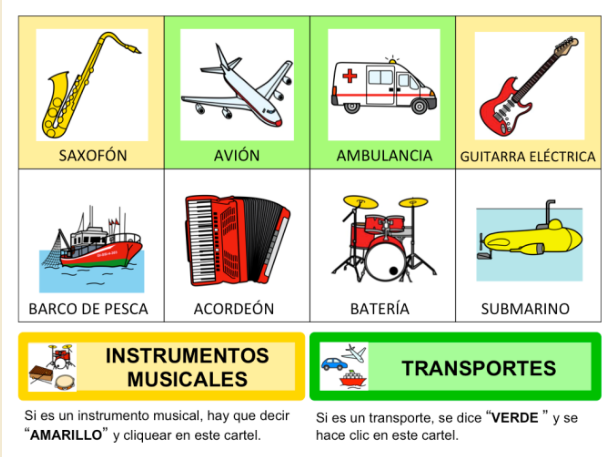 SAXOFÓN
AVIÓN
AMBULANCIA
GUITARRA ELÉCTRICA
BARCO DE PESCA
ACORDEÓN
BATERÍA
SUBMARINO
INSTRUMENTOS
MUSICALES
TRANSPORTES
Si es un instrumento musical, hay que decir
“AMARILLO” y cliquear en este cartel.
Si es un transporte, se dice “VERDE ” y se
hace clic en este cartel.